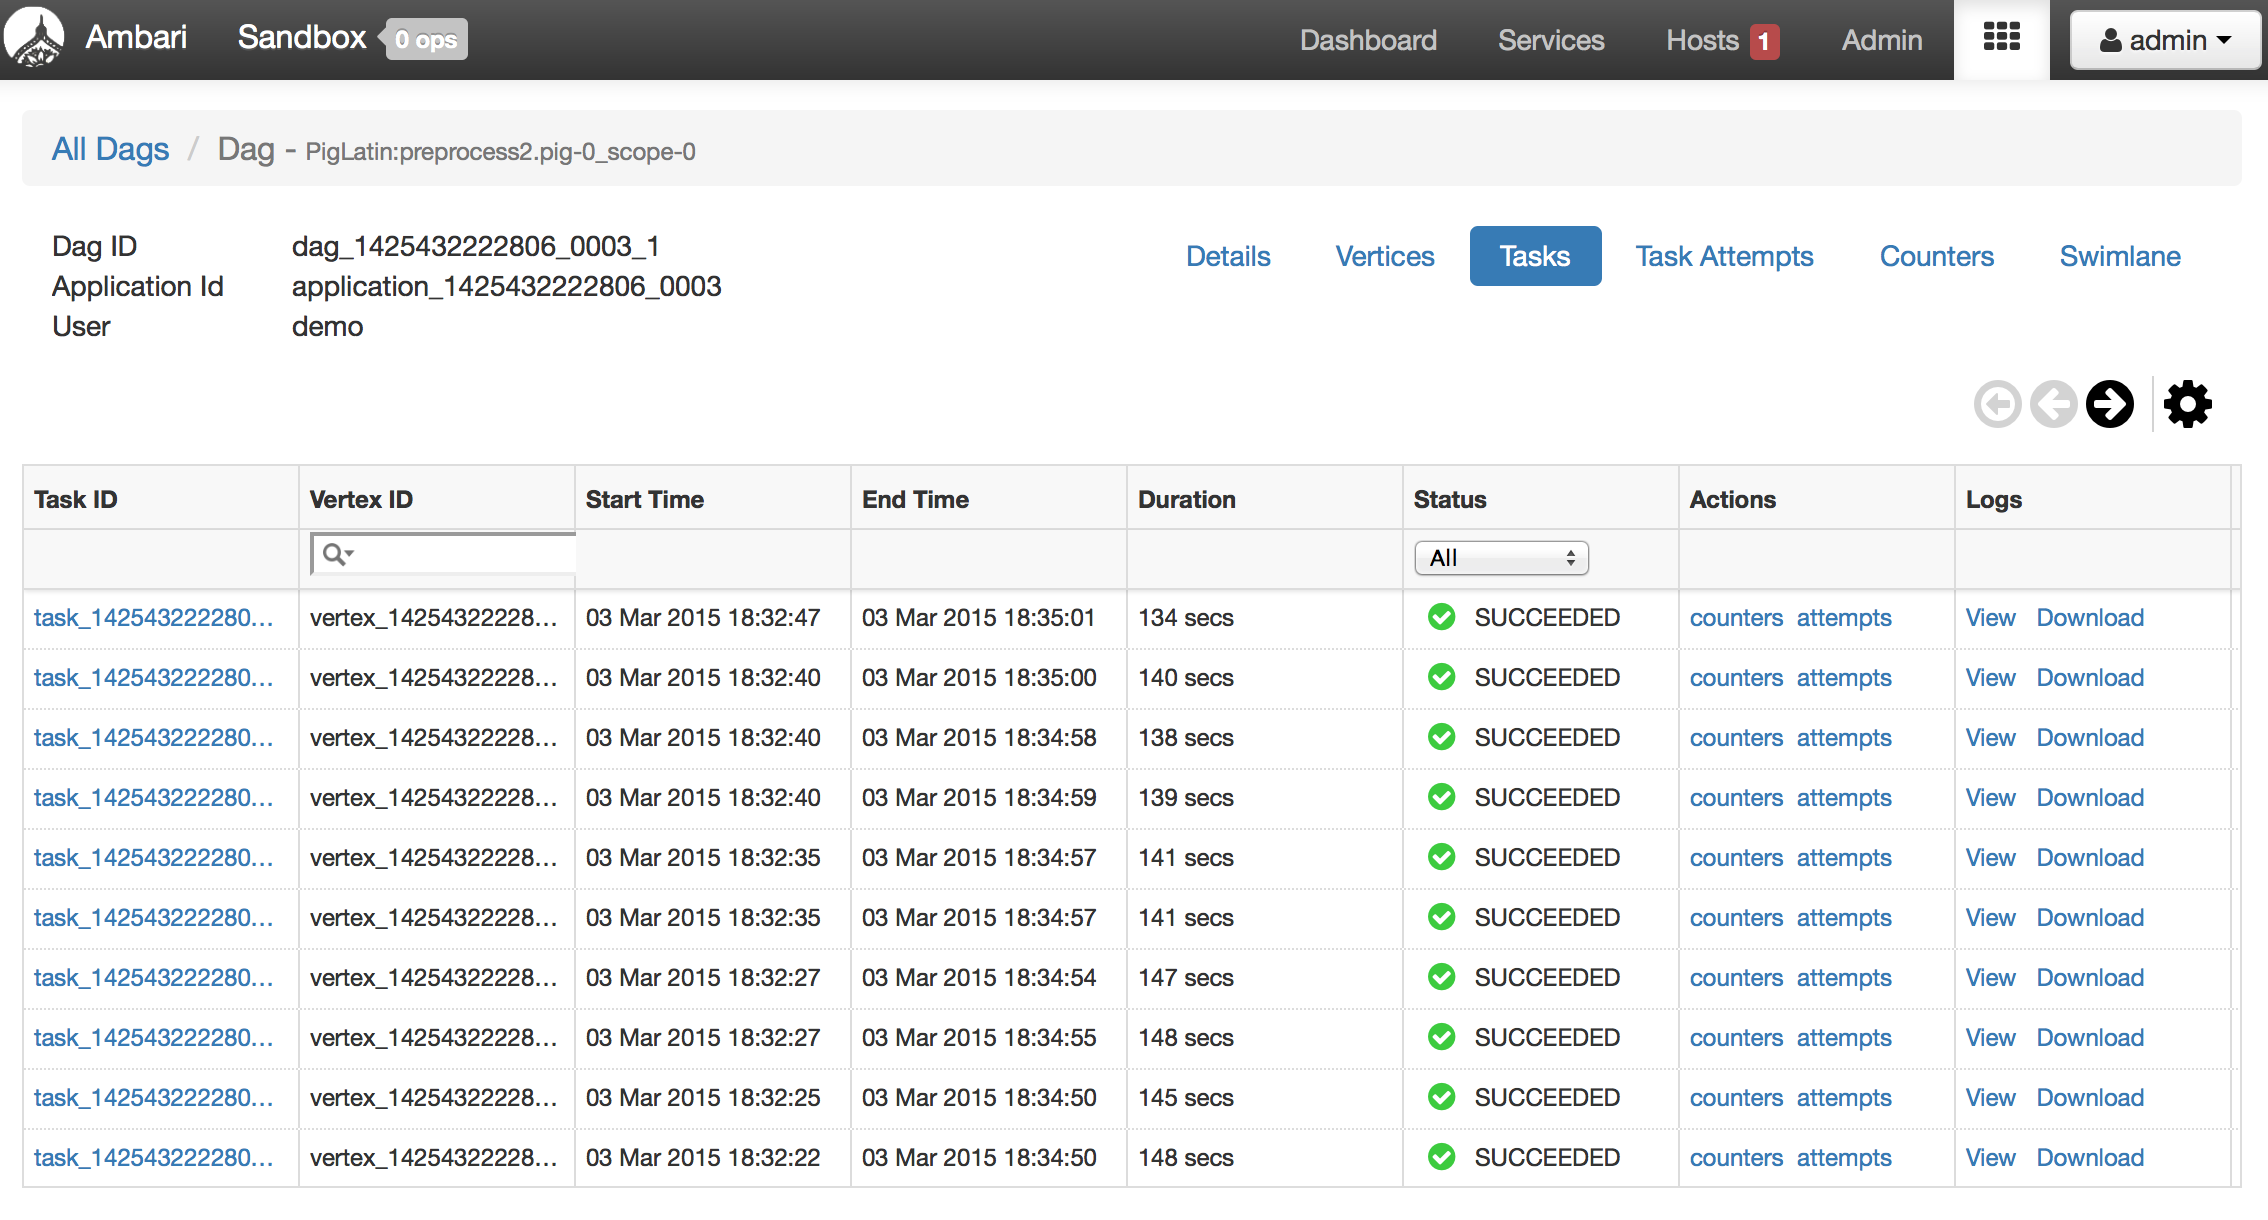 Ambari Sandbox 0 ops Dashboard Services Hosts 1 Admin admin
All Dags / Dag - PigLatin:preprocess2.pig-0_scope-0
Dag ID dag_1425432222806_0003_1
Application Id application_1425432222806_0003
User demo
Details Vertices Tasks Task Attempts Counters Swimlane
Task ID Vertex ID Start Time End Time Duration Status Actions Logs
All
task_142543222280... vertex_14254322228... 03 Mar 2015 18:32:47 03 Mar 2015 18:35:01 134 secs SUCCEEDED counters attempts View Download
task_142543222280... vertex_14254322228... 03 Mar 2015 18:32:40 03 Mar 2015 18:35:00 140 secs SUCCEEDED counters attempts View Download
task_142543222280... vertex_14254322228... 03 Mar 2015 18:32:40 03 Mar 2015 18:34:58 138 secs SUCCEEDED counters attempts View Download
task_142543222280... vertex_14254322228... 03 Mar 2015 18:32:40 03 Mar 2015 18:34:59 139 secs SUCCEEDED counters attempts View Download
task_142543222280... vertex_14254322228... 03 Mar 2015 18:32:35 03 Mar 2015 18:34:57 141 secs SUCCEEDED counters attempts View Download
task_142543222280... vertex_14254322228... 03 Mar 2015 18:32:35 03 Mar 2015 18:34:57 141 secs SUCCEEDED counters attempts View Download
task_142543222280... vertex_14254322228... 03 Mar 2015 18:32:27 03 Mar 2015 18:34:54 147 secs SUCCEEDED counters attempts View Download
task_142543222280... vertex_14254322228... 03 Mar 2015 18:32:27 03 Mar 2015 18:34:55 148 secs SUCCEEDED counters attempts View Download
task_142543222280... vertex_14254322228... 03 Mar 2015 18:32:25 03 Mar 2015 18:34:50 145 secs SUCCEEDED counters attempts View Download
task_142543222280... vertex_14254322228... 03 Mar 2015 18:32:22 03 Mar 2015 18:34:50 148 secs SUCCEEDED counters attempts View Download